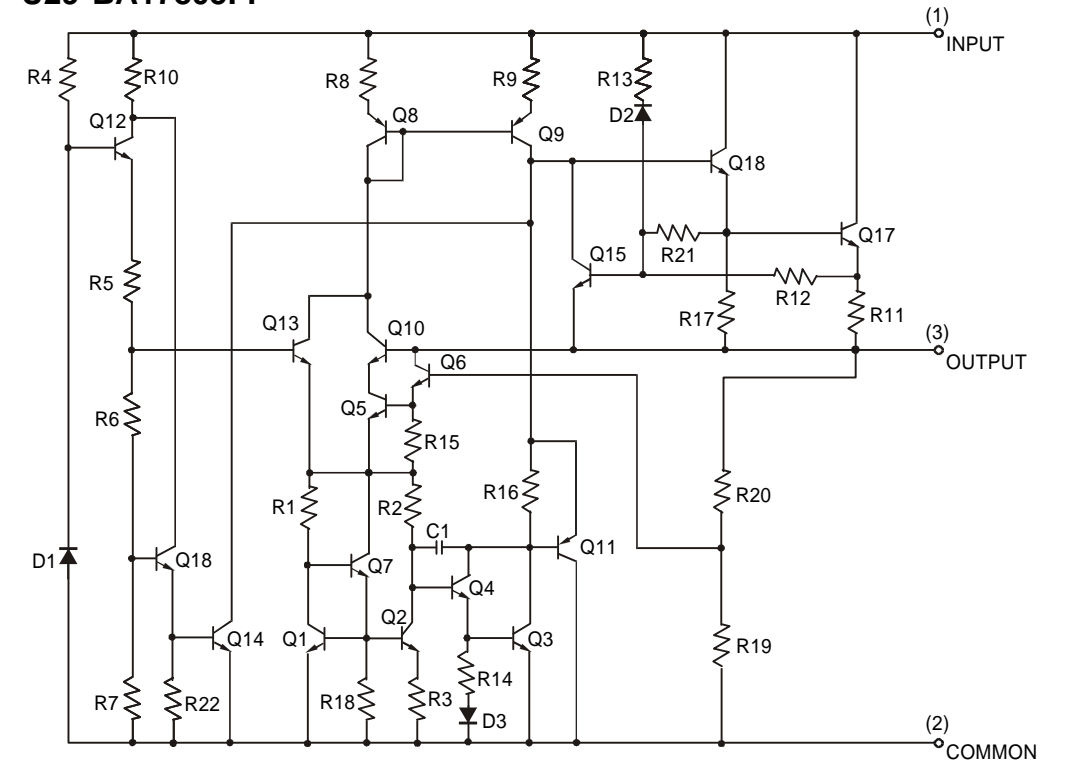 (1)
INPUT
R4
R10
R8
R9
R13
Q12
Q8
D2
Q9
Q18
Q15
R21
Q17
R5
R12
Q13
Q10
R17
R11
(3)
OUTPUT
Q6
R6
Q5
R15
R1
R2
R16
R20
C1
D1
Q18
Q7
Q4
Q11
Q14
Q1
Q2
Q3
R19
R14
R7
R22
R18
R3
D3
(2)
COMMON